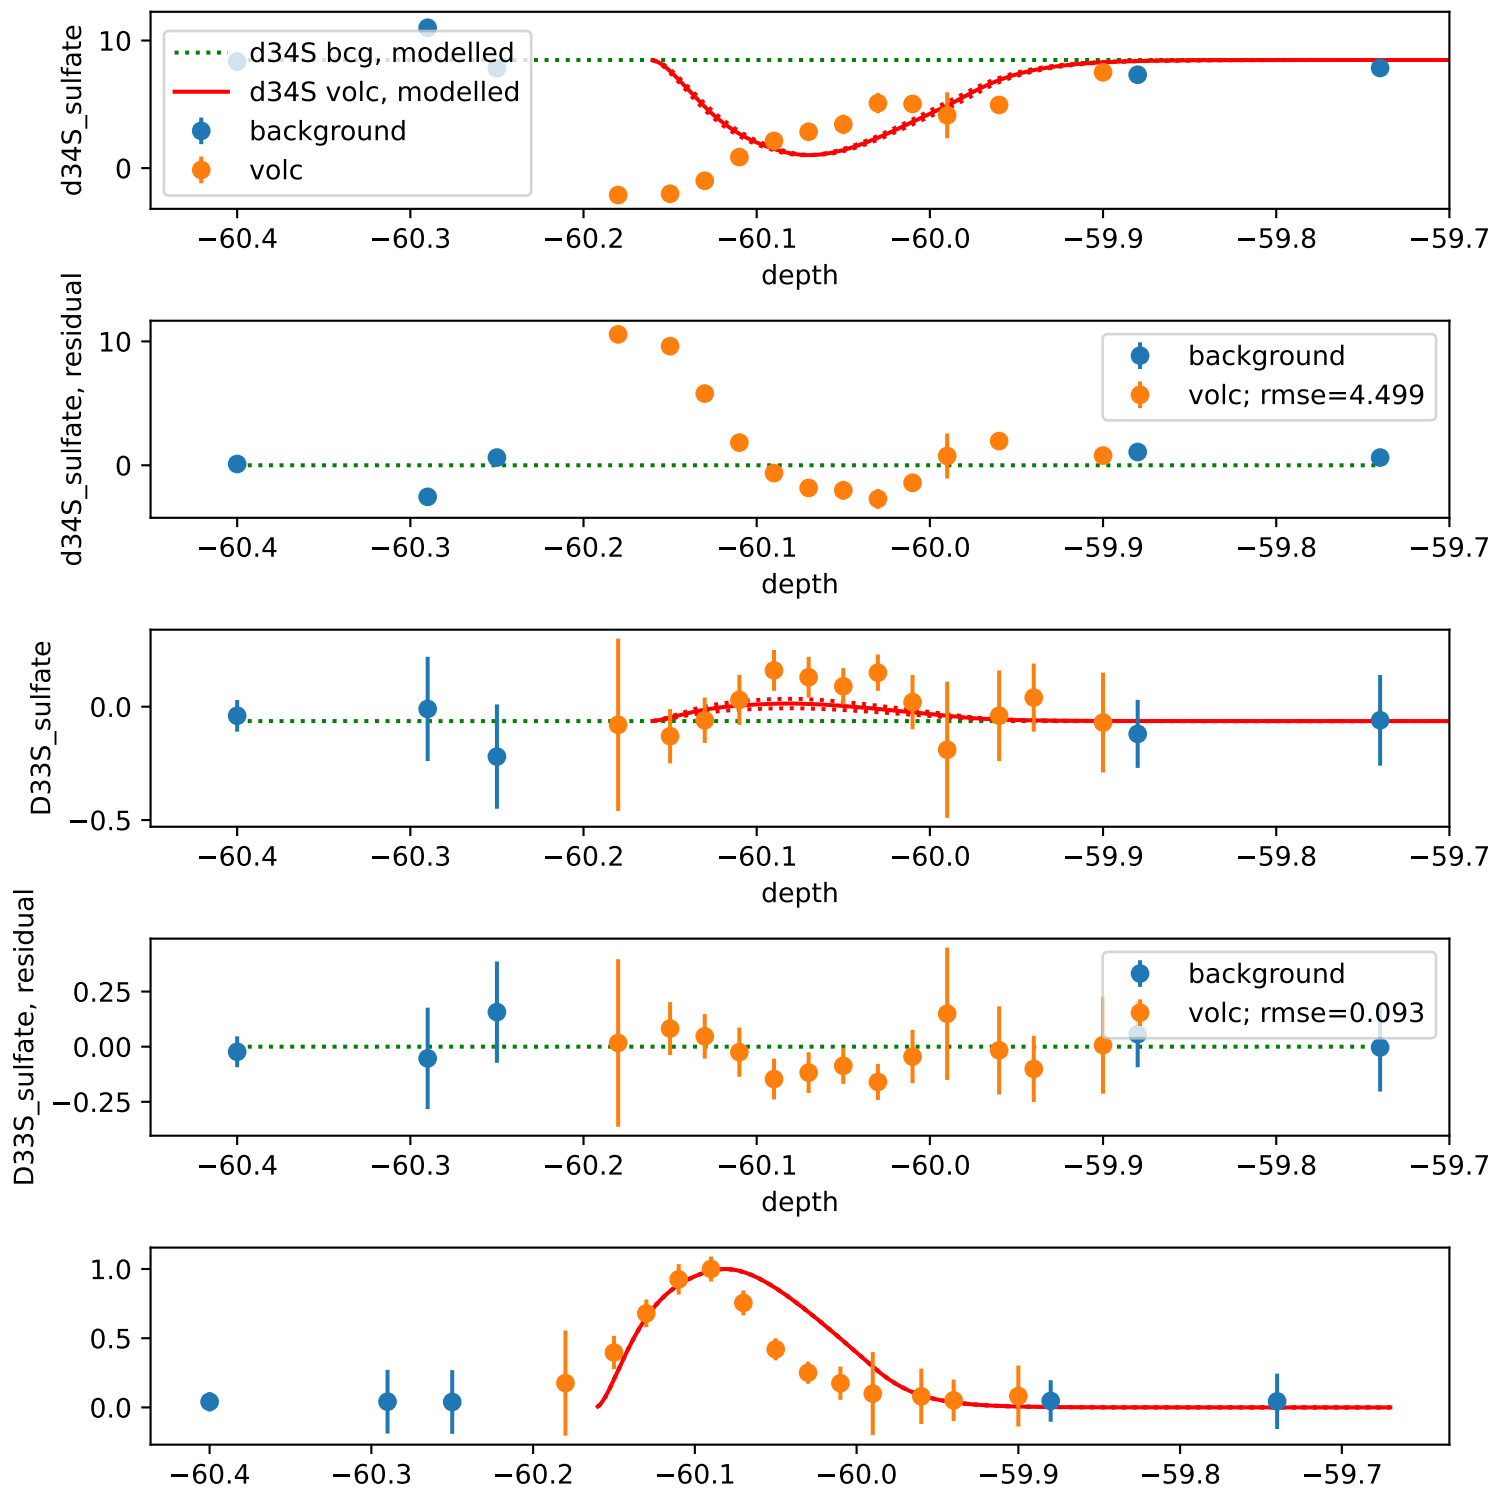 d34S_sulfate
10
0
d34S bcg, modelled
d34S volc, modelled
background
volc
−60.4 −60.3 −60.2 −60.1 −60.0 −59.9 −59.8 −59.7
depth
d34S_sulfate, residual
10
0
background
volc; rmse=4.499
−60.4 −60.3 −60.2 −60.1 −60.0 −59.9 −59.8 −59.7
depth
D33S_sulfate
0.0
−0.5
−60.4 −60.3 −60.2 −60.1 −60.0 −59.9 −59.8 −59.7
depth
D33S_sulfate, residual
0.25
0.00
−0.25
background
volc; rmse=0.093
−60.4 −60.3 −60.2 −60.1 −60.0 −59.9 −59.8 −59.7
depth
1.0
0.5
0.0
−60.4 −60.3 −60.2 −60.1 −60.0 −59.9 −59.8 −59.7